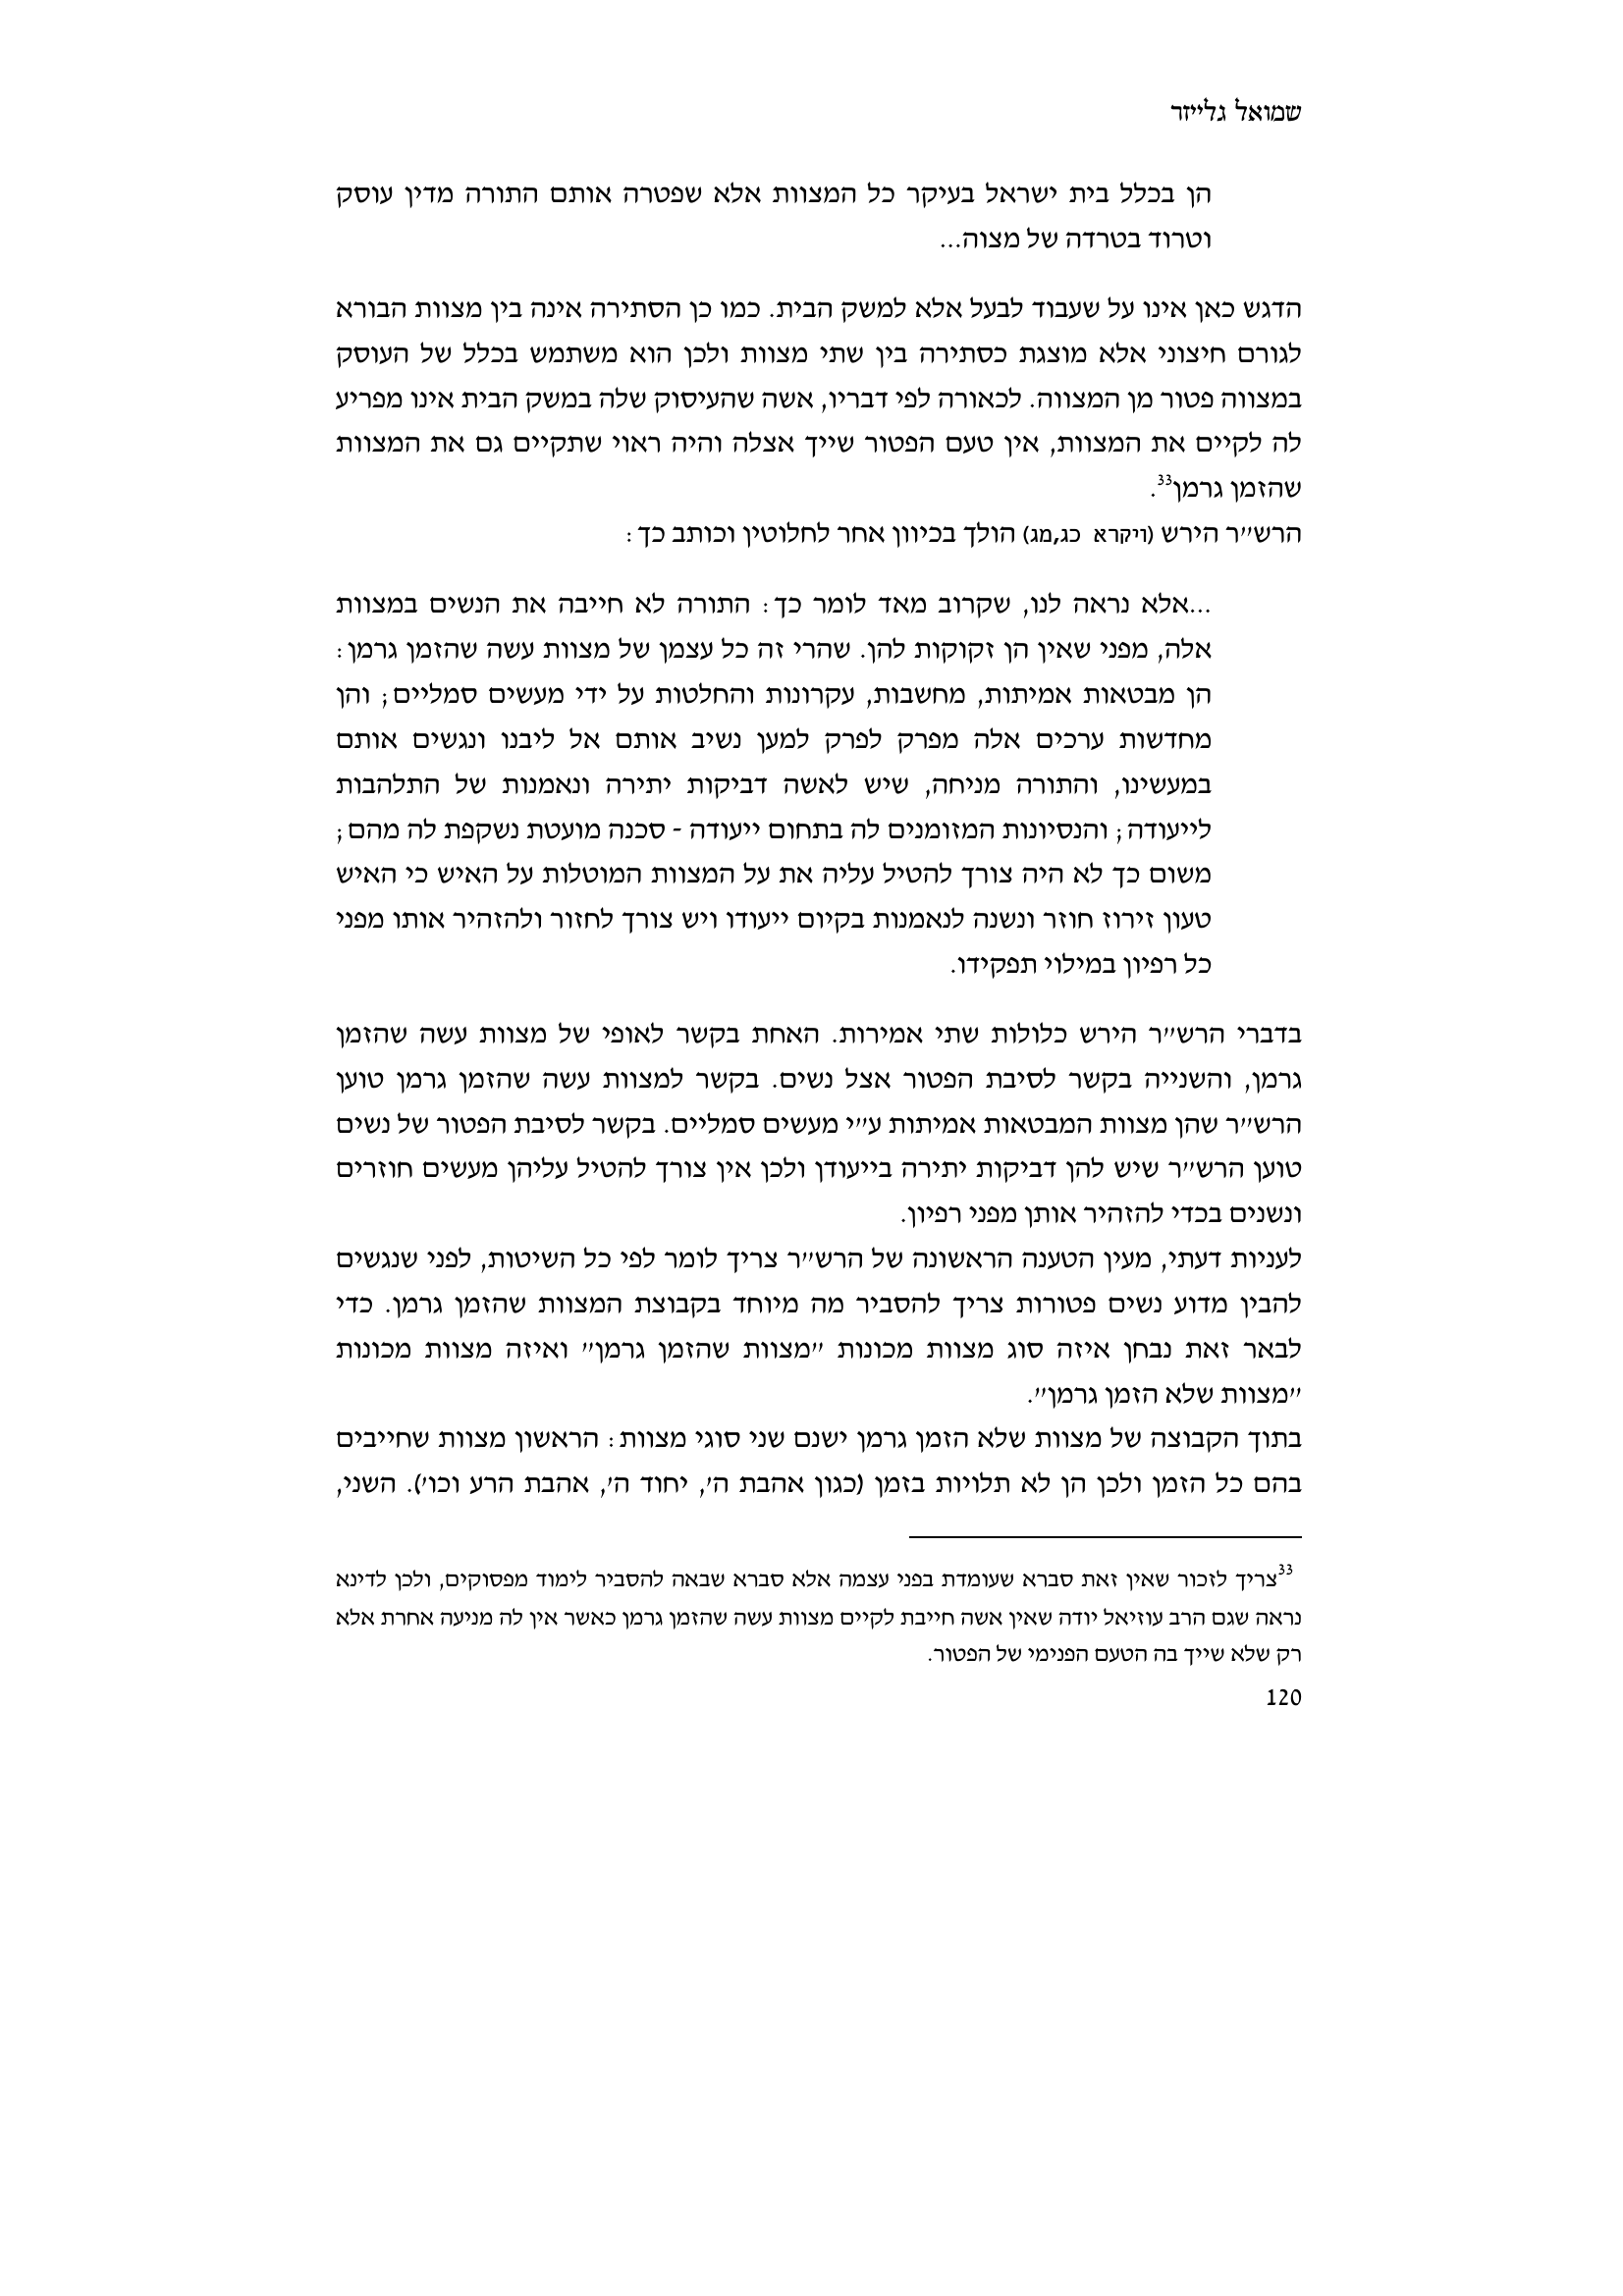 שמואל גלייזר
הן בכלל בית ישראל בעיקר כל המצוות אלא שפטרה אותם התורה מדין עוסק
וטרוד בטרדה של מצוה...
הדגש כאן אינו על שעבוד לבעל אלא למשק הבית. כמו כן הסתירה אינה בין מצוות הבורא
לגורם חיצוני אלא מוצגת כסתירה בין שתי מצוות ולכן הוא משתמש בכלל של העוסק
במצווה פטור מן המצווה. לכאורה לפי דבריו, אשה שהעיסוק שלה במשק הבית אינו מפריע
לה לקיים את המצוות, אין טעם הפטור שייך אצלה והיה ראוי שתקיים גם את המצוות
שהזמן גרמן33.
הרש״ר הירש (ויקרא כג,מג) הולך בכיוון אחר לחלוטין וכותב כך:
...אלא נראה לנו, שקרוב מאד לומר כך: התורה לא חייבה את הנשים במצוות
אלה, מפני שאין הן זקוקות להן. שהרי זה כל עצמן של מצוות עשה שהזמן גרמן:
הן מבטאות אמיתות, מחשבות, עקרונות והחלטות על ידי מעשים סמליים; והן
מחדשות ערכים אלה מפרק לפרק למען נשיב אותם אל ליבנו ונגשים אותם
במעשינו, והתורה מניחה, שיש לאשה דביקות יתירה ונאמנות של התלהבות
לייעודה; והנסיונות המזומנים לה בתחום ייעודה - סכנה מועטת נשקפת לה מהם;
משום כך לא היה צורך להטיל עליה את על המצוות המוטלות על האיש כי האיש
טעון זירוז חוזר ונשנה לנאמנות בקיום ייעודו ויש צורך לחזור ולהזהיר אותו מפני
כל רפיון במילוי תפקידו.
בדברי הרש״ר הירש כלולות שתי אמירות. האחת בקשר לאופי של מצוות עשה שהזמן
גרמן, והשנייה בקשר לסיבת הפטור אצל נשים. בקשר למצוות עשה שהזמן גרמן טוען
הרש״ר שהן מצוות המבטאות אמיתות ע״י מעשים סמליים. בקשר לסיבת הפטור של נשים
טוען הרש״ר שיש להן דביקות יתירה בייעודן ולכן אין צורך להטיל עליהן מעשים חוזרים
ונשנים בכדי להזהיר אותן מפני רפיון.
לעניות דעתי, מעין הטענה הראשונה של הרש״ר צריך לומר לפי כל השיטות, לפני שנגשים
להבין מדוע נשים פטורות צריך להסביר מה מיוחד בקבוצת המצוות שהזמן גרמן. כדי
לבאר זאת נבחן איזה סוג מצוות מכונות ״מצוות שהזמן גרמן״ ואיזה מצוות מכונות
״מצוות שלא הזמן גרמן״.
בתוך הקבוצה של מצוות שלא הזמן גרמן ישנם שני סוגי מצוות: הראשון מצוות שחייבים
בהם כל הזמן ולכן הן לא תלויות בזמן (כגון אהבת ה׳, יחוד ה׳, אהבת הרע וכו׳). השני,
33צריך לזכור שאין זאת סברא שעומדת בפני עצמה אלא סברא שבאה להסביר לימוד מפסוקים, ולכן לדינא
נראה שגם הרב עוזיאל יודה שאין אשה חייבת לקיים מצוות עשה שהזמן גרמן כאשר אין לה מניעה אחרת אלא
רק שלא שייך בה הטעם הפנימי של הפטור.
120